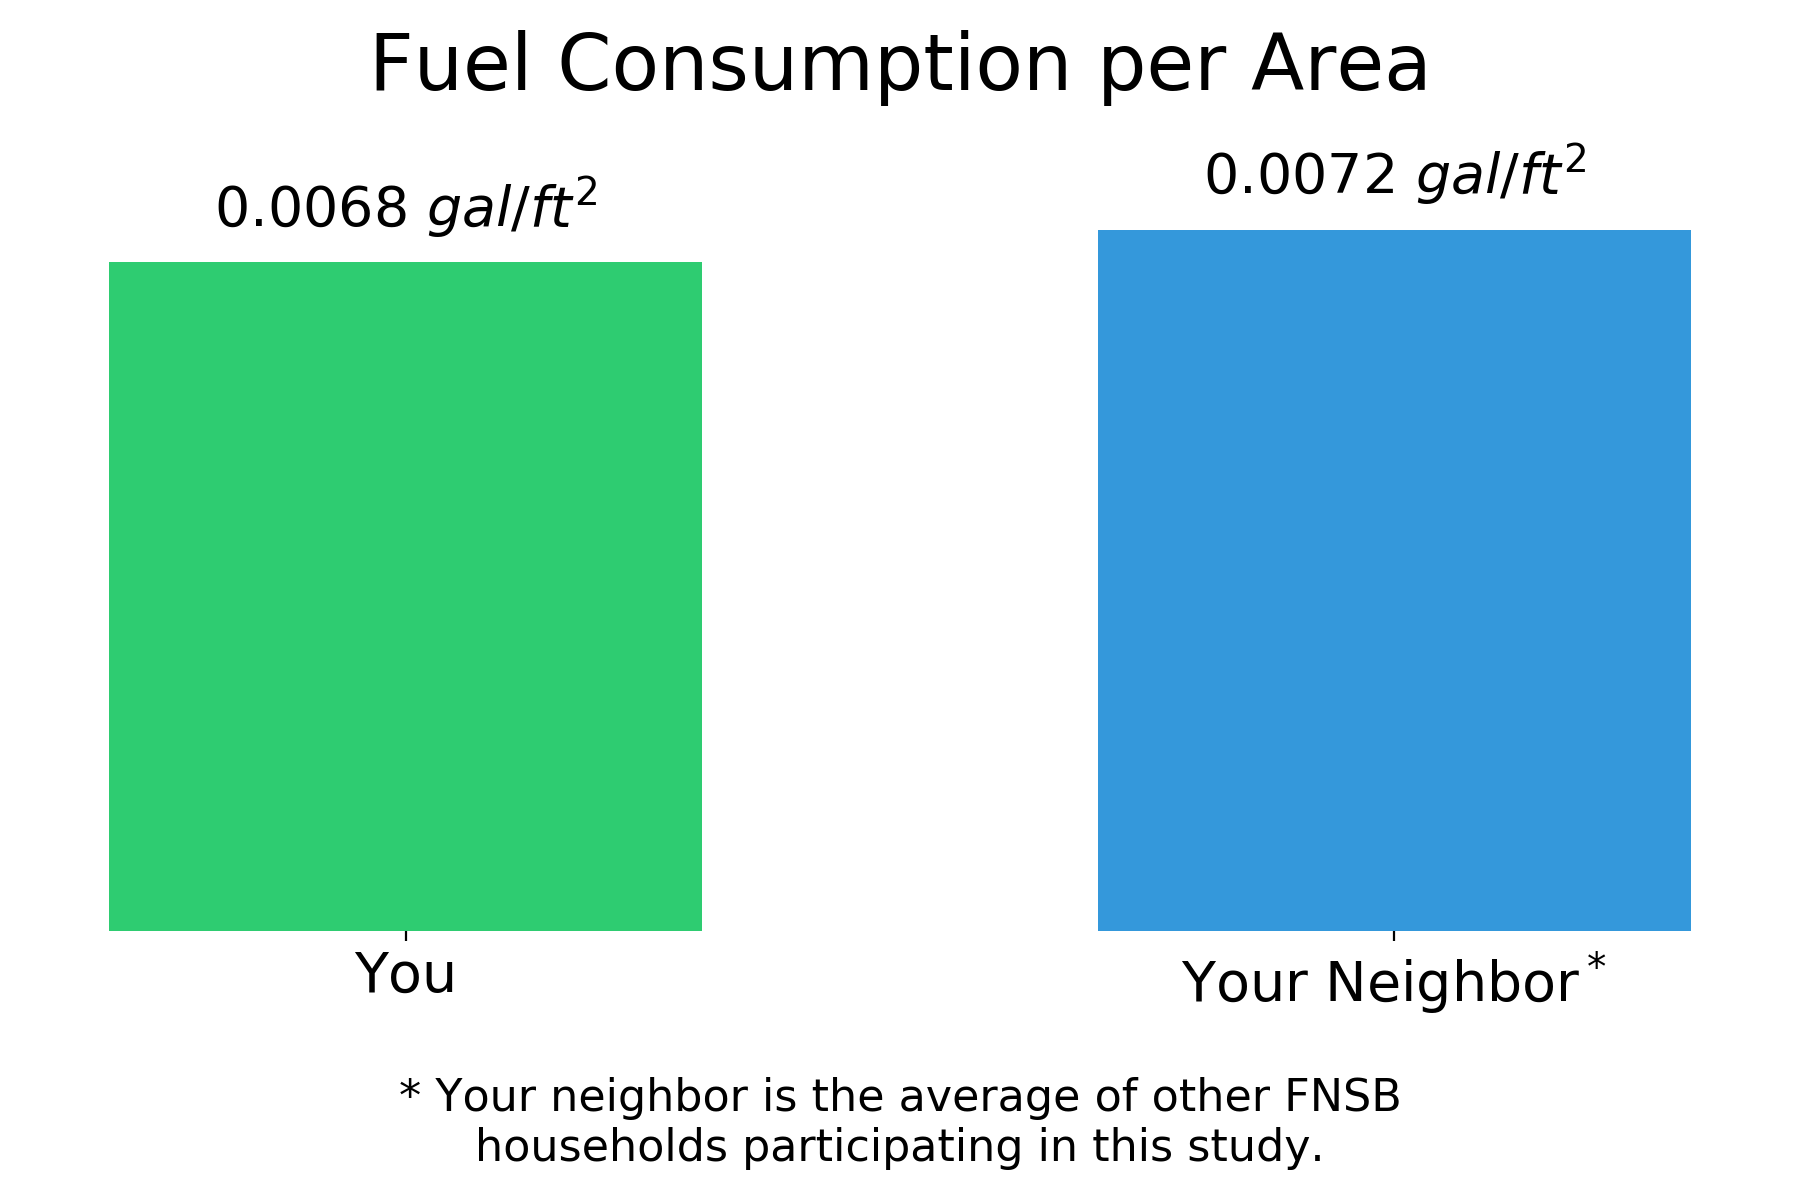 Fuel Consumption per Area
0.0068 gal/ft²
0.0072 gal/ft²
You
Your Neighbor*
* Your neighbor is the average of other FNSB
households participating in this study.